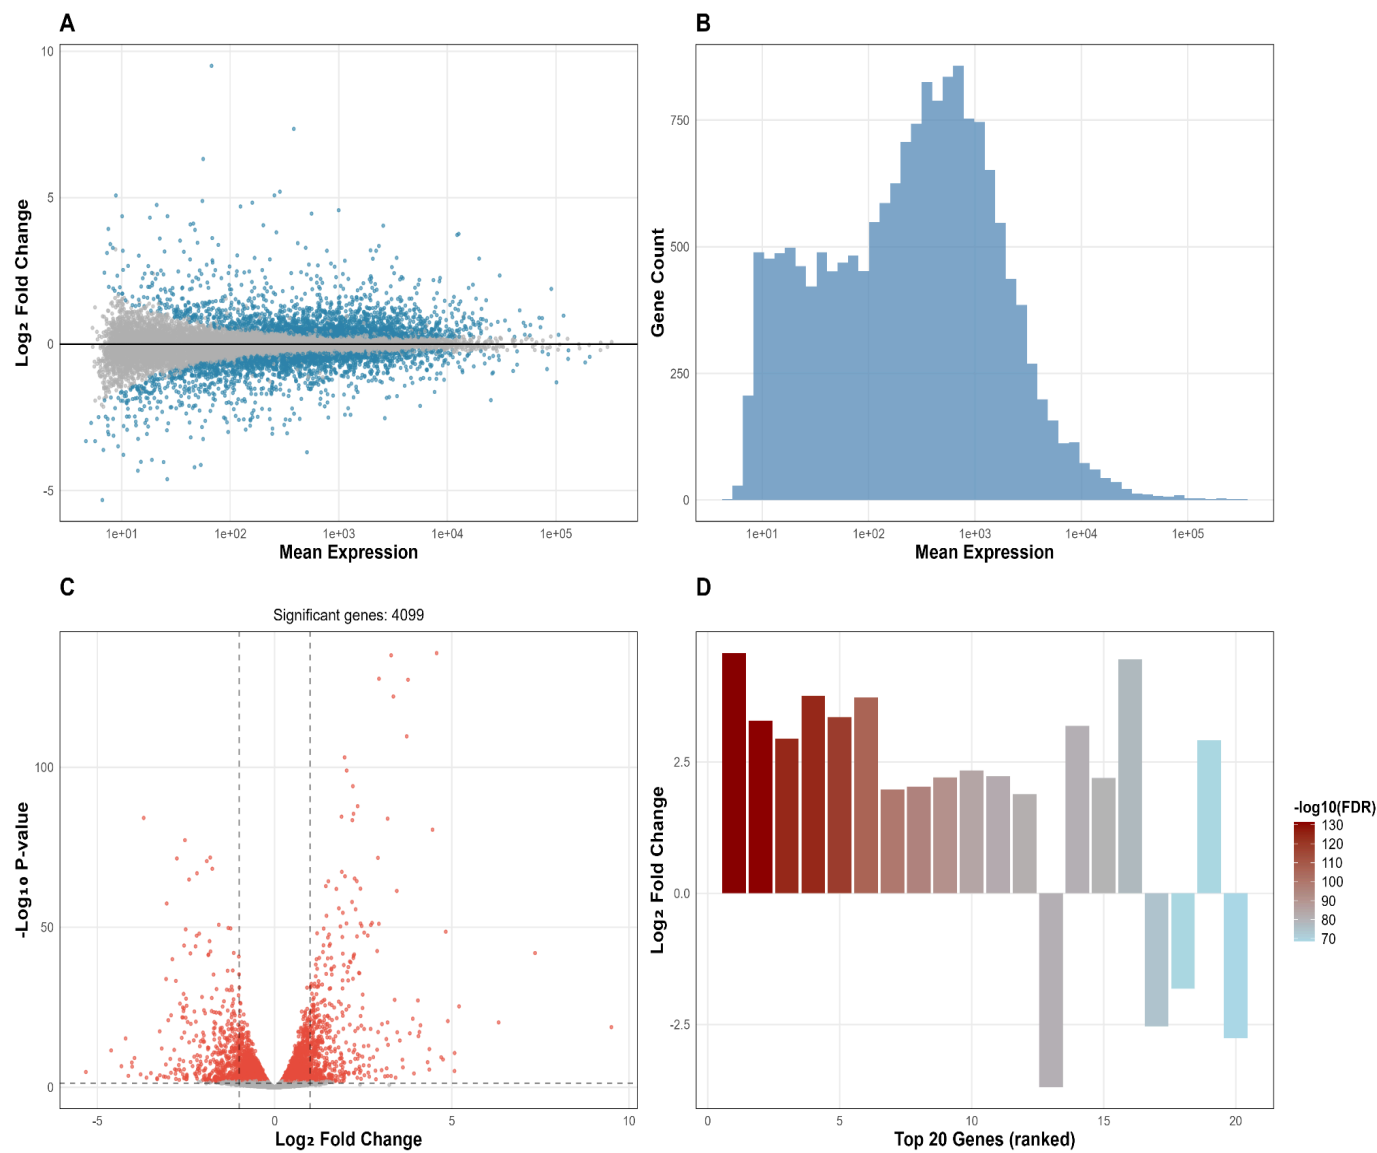 A
10
5
0
-5
Log₂ Fold Change
1e+01 1e+02 1e+03 1e+04 1e+05
Mean Expression
B
750
500
250
0
Gene Count
1e+01 1e+02 1e+03 1e+04 1e+05
Mean Expression
C
Significant genes: 4099
100
50
0
-Log₁₀ P-value
-5 0 5 10
Log₂ Fold Change
D
2.5
0.0
-2.5
Log₂ Fold Change
0 5 10 15 20
Top 20 Genes (ranked)
-log10(FDR)
130
120
110
100
90
80
70